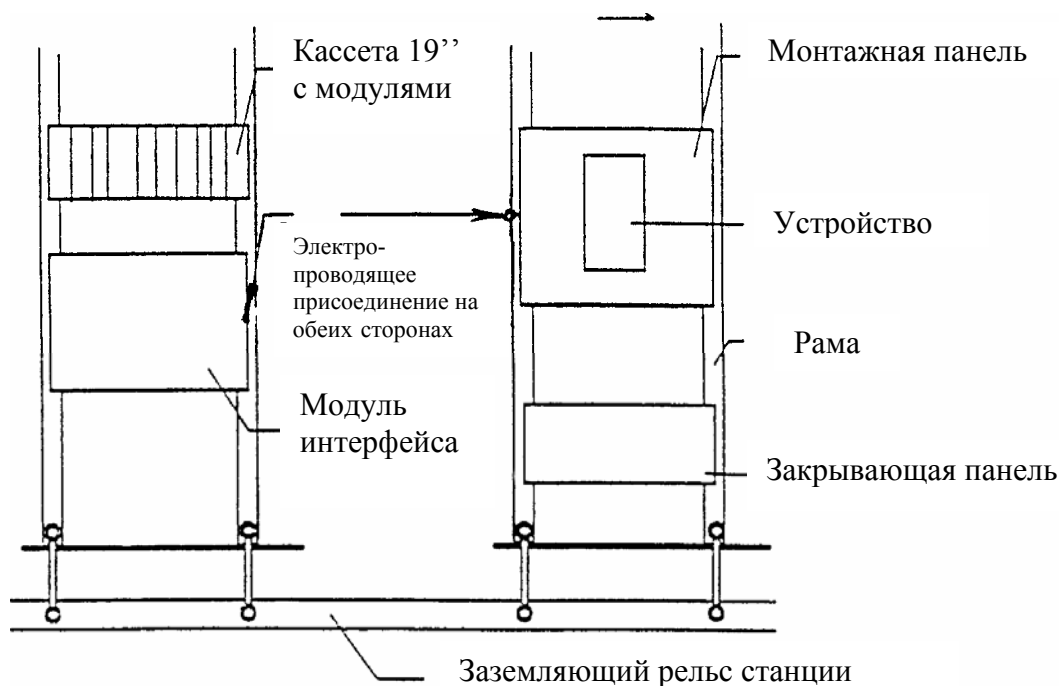 Кассета 19’’
с модулями
Монтажная панель
Электро-
проводящее
присоединение на
обеих сторонах
Устройство
Рама
Модуль
интерфейса
Закрывающая панель
Заземляющий рельс станции